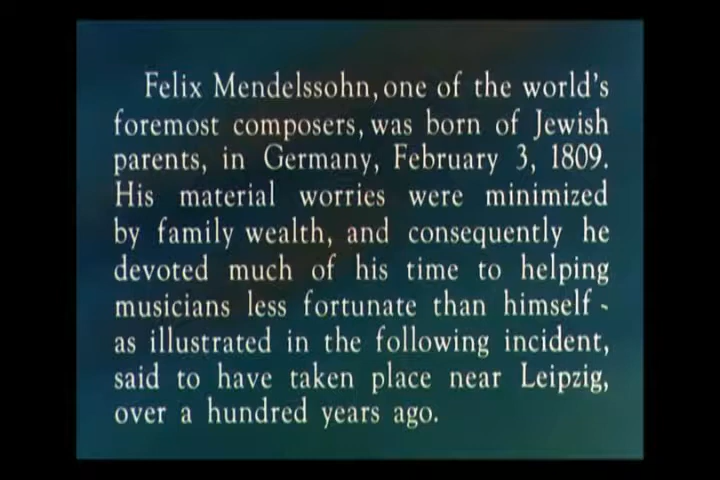 Felix Mendelssohn, one of the world's
foremost composers, was born of Jewish
parents, in Germany, February 3, 1809.
His material worries were minimized
by family wealth, and consequently he
devoted much of his time to helping
musicians less fortunate than himself -
as illustrated in the following incident,
said to have taken place near Leipzig,
over a hundred years ago.